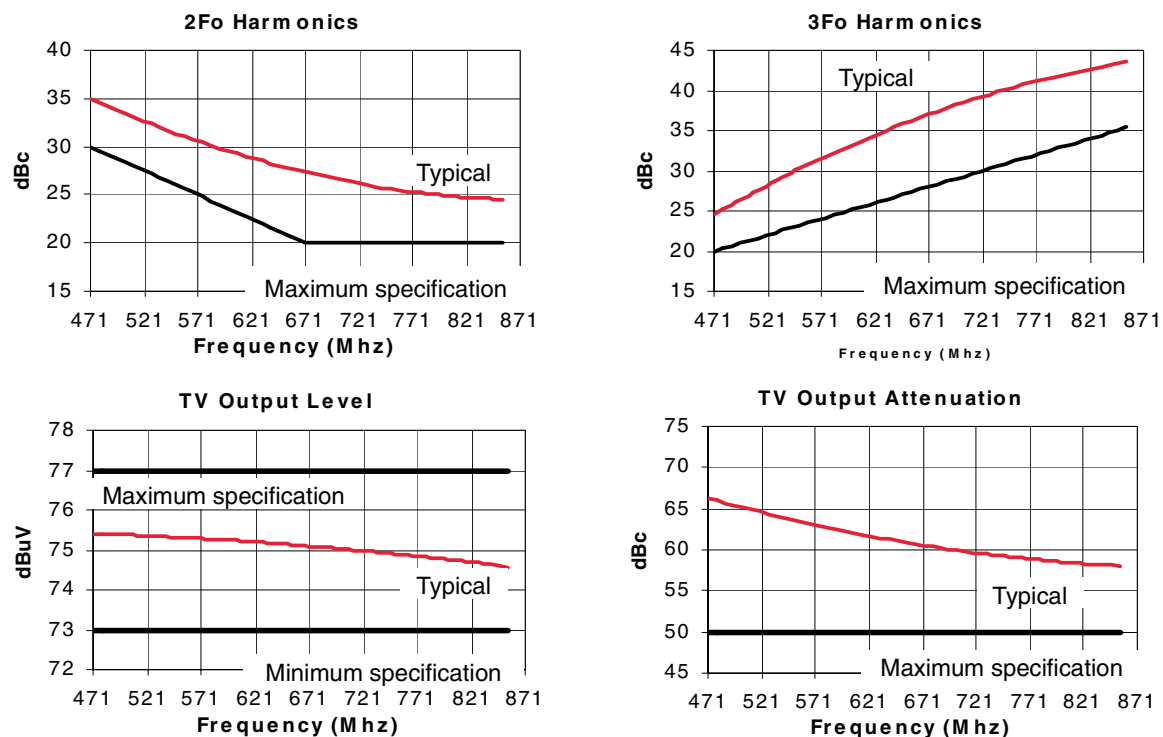 2Fo Harmonics
40
35
30
25
20
15
dBc
Typical
Maximum specification
471 521 571 621 671 721 771 821 871
Frequency (Mhz)
3Fo Harmonics
45
40
35
30
25
20
15
dBc
Typical
Maximum specification
471 521 571 621 671 721 771 821 871
Frequency (Mhz)
TV Output Level
78
77
76
75
74
73
72
dBuV
Maximum specification
Typical
Minimum specification
471 521 571 621 671 721 771 821 871
Frequency (Mhz)
TV Output Attenuation
75
70
65
60
55
50
45
dBc
Typical
Maximum specification
471 521 571 621 671 721 771 821 871
Frequency (Mhz)